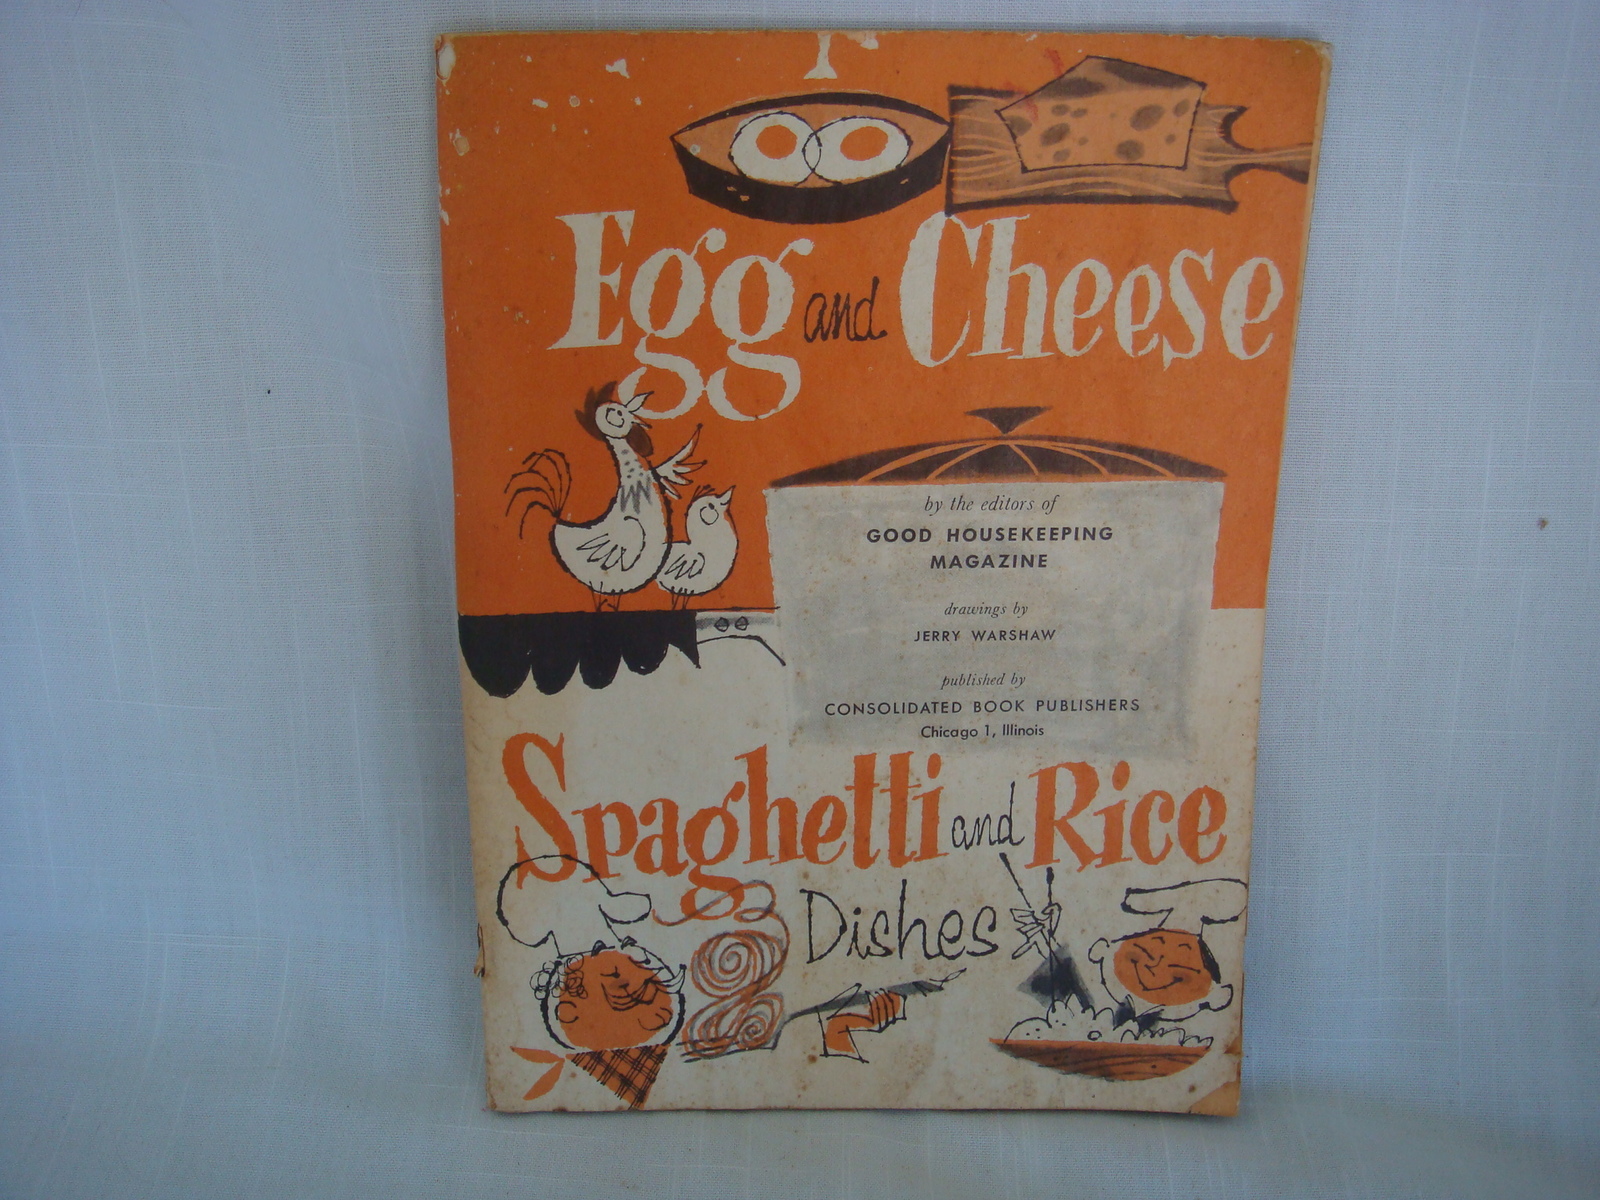 Egg and Cheese
by the editors of
GOOD HOUSEKEEPING
MAGAZINE
drawings by
JERRY WARSHAW
published by
CONSOLIDATED BOOK PUBLISHERS
Chicago 1, Illinois
Spaghetti and Rice
Dishes